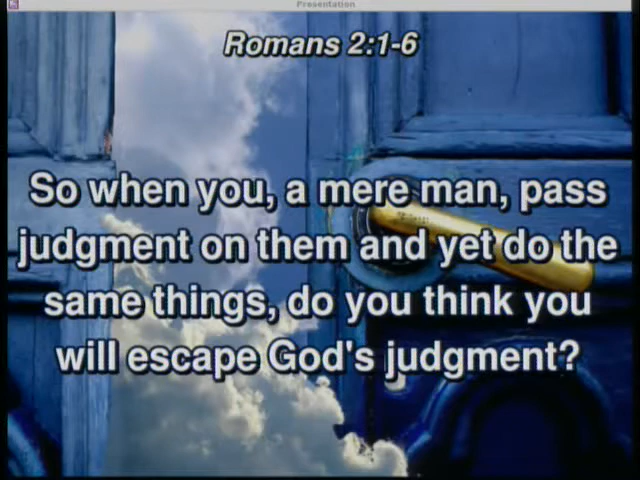 Presentation
Romans 2:1-6
So when you, a mere man, pass
judgment on them and yet do the
same things, do you think you
will escape God's judgment?